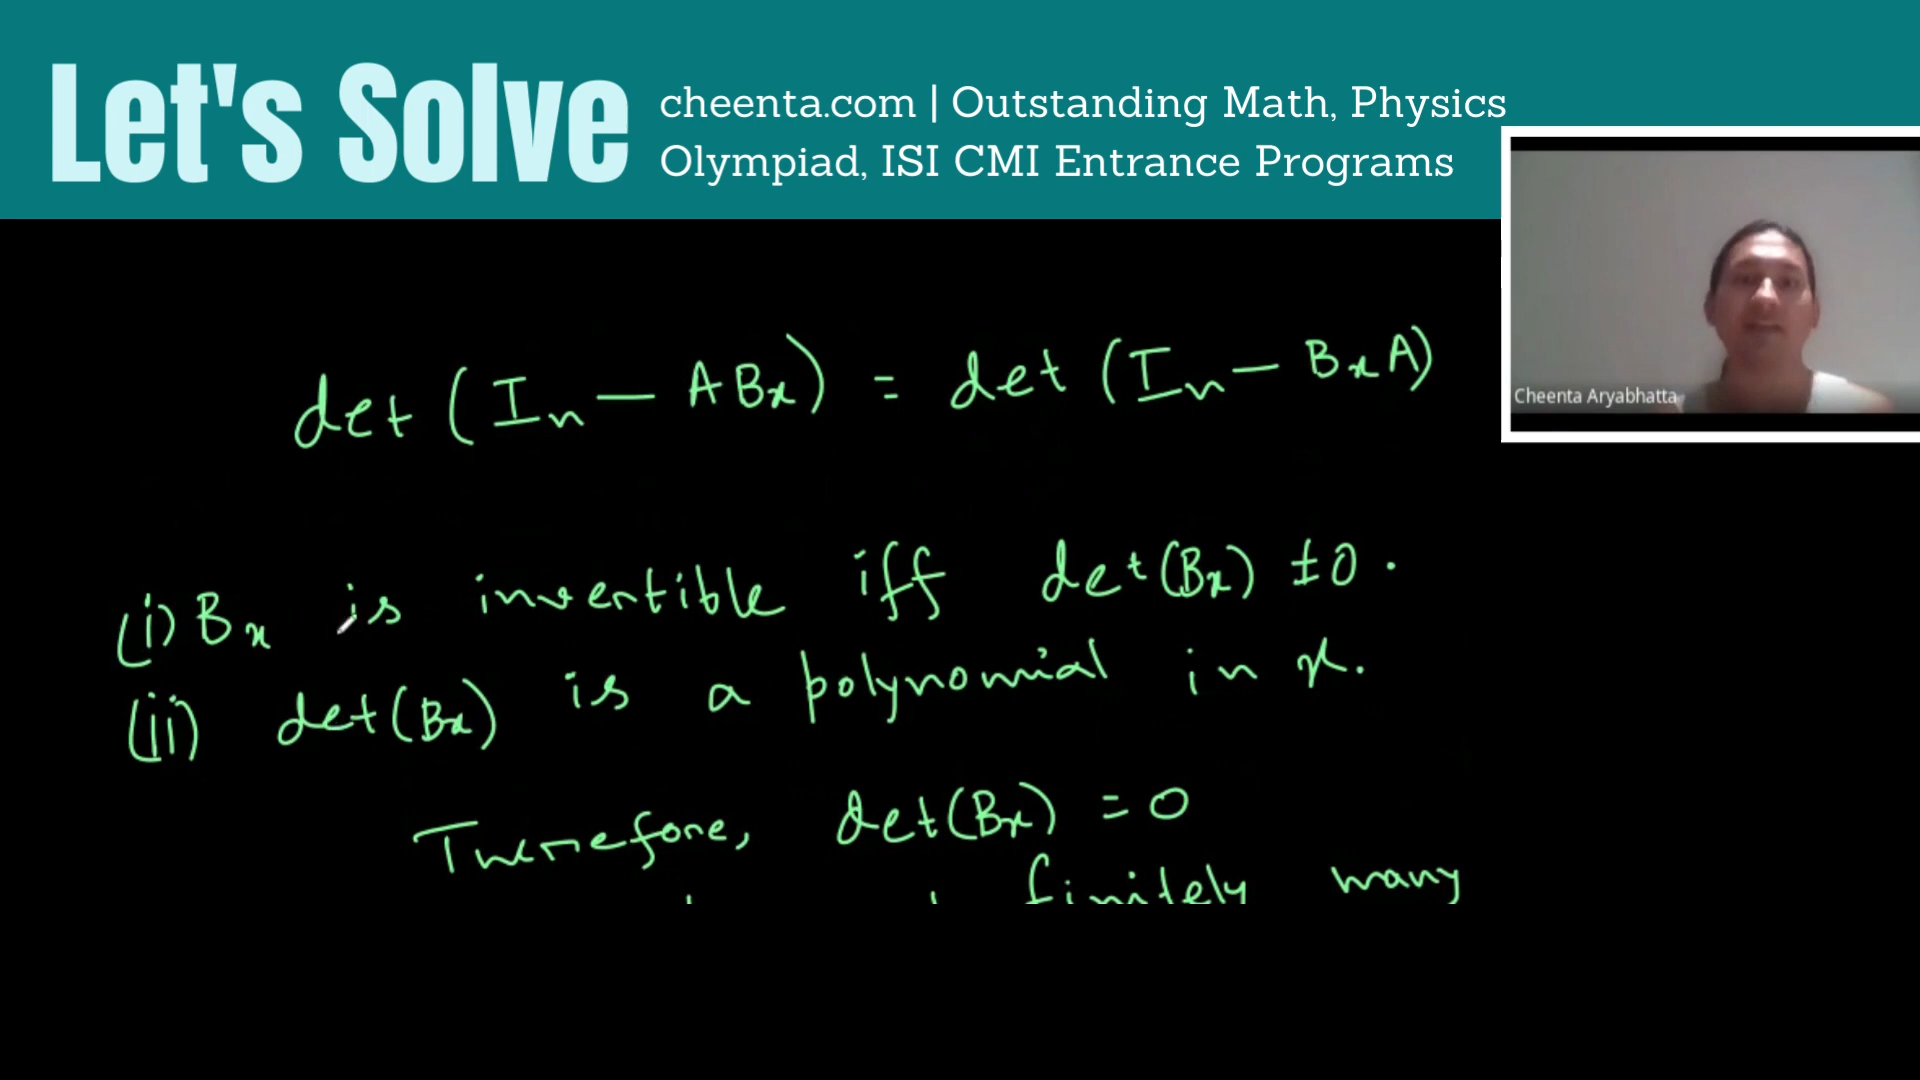 Let's Solve
cheenta.com | Outstanding Math, Physics
Olympiad, ISI CMI Entrance Programs
Cheenta Aryabhatta
det (Iₙ — ABₓ) = det (Iₙ — BₓA)
(i) Bₓ is invertible iff det(Bₓ) ≠ 0.
(ii) det(Bₓ) is a polynomial in x.
Therefore, det(Bₓ) = 0
finitely many